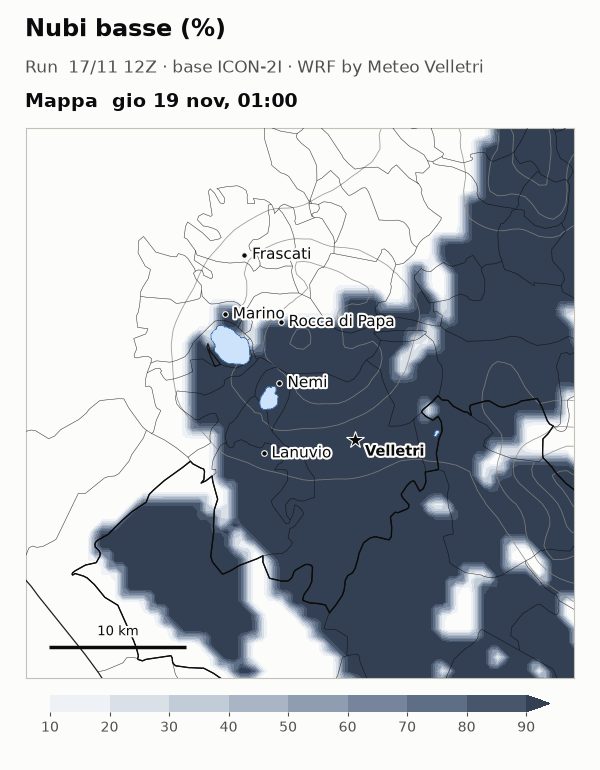 Nubi basse (%)
Run  17/11 12Z · base ICON-2I · WRF by Meteo Velletri
Mappa  gio 19 nov, 01:00
Frascati
Marino
Rocca di Papa
Nemi
Velletri
Lanuvio
10 km
10 20 30 40 50 60 70 80 90